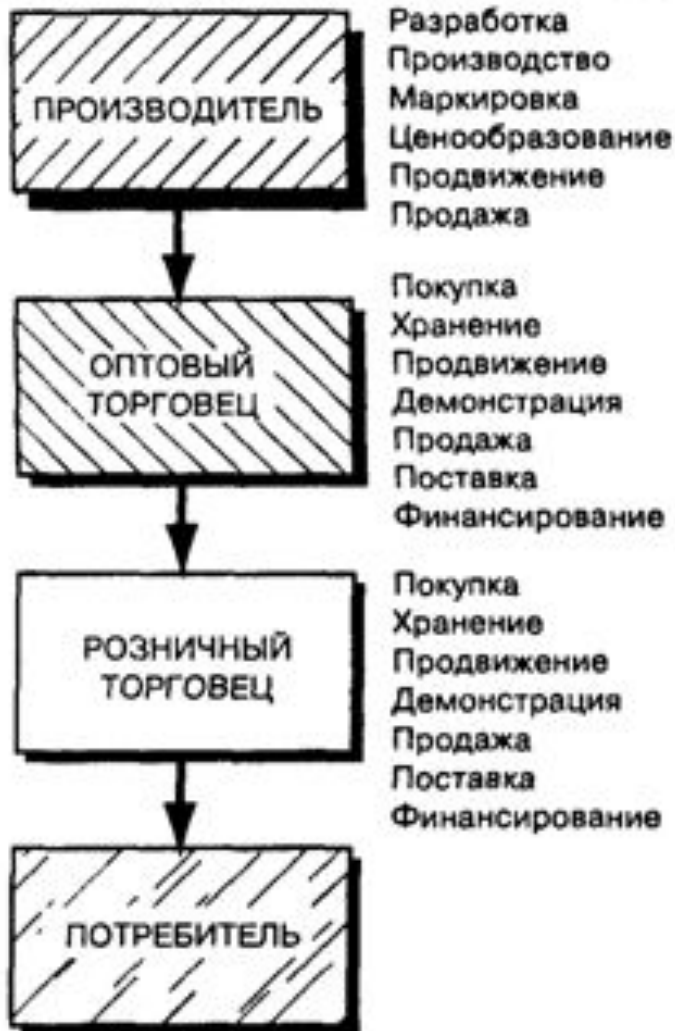 ПРОИЗВОДИТЕЛЬ
Разработка
Производство
Маркировка
Ценообразование
Продвижение
Продажа
ОПТОВЫЙ
ТОРГОВЕЦ
Покупка
Хранение
Продвижение
Демонстрация
Продажа
Поставка
Финансирование
РОЗНИЧНЫЙ
ТОРГОВЕЦ
Покупка
Хранение
Продвижение
Демонстрация
Продажа
Поставка
Финансирование
ПОТРЕБИТЕЛЬ